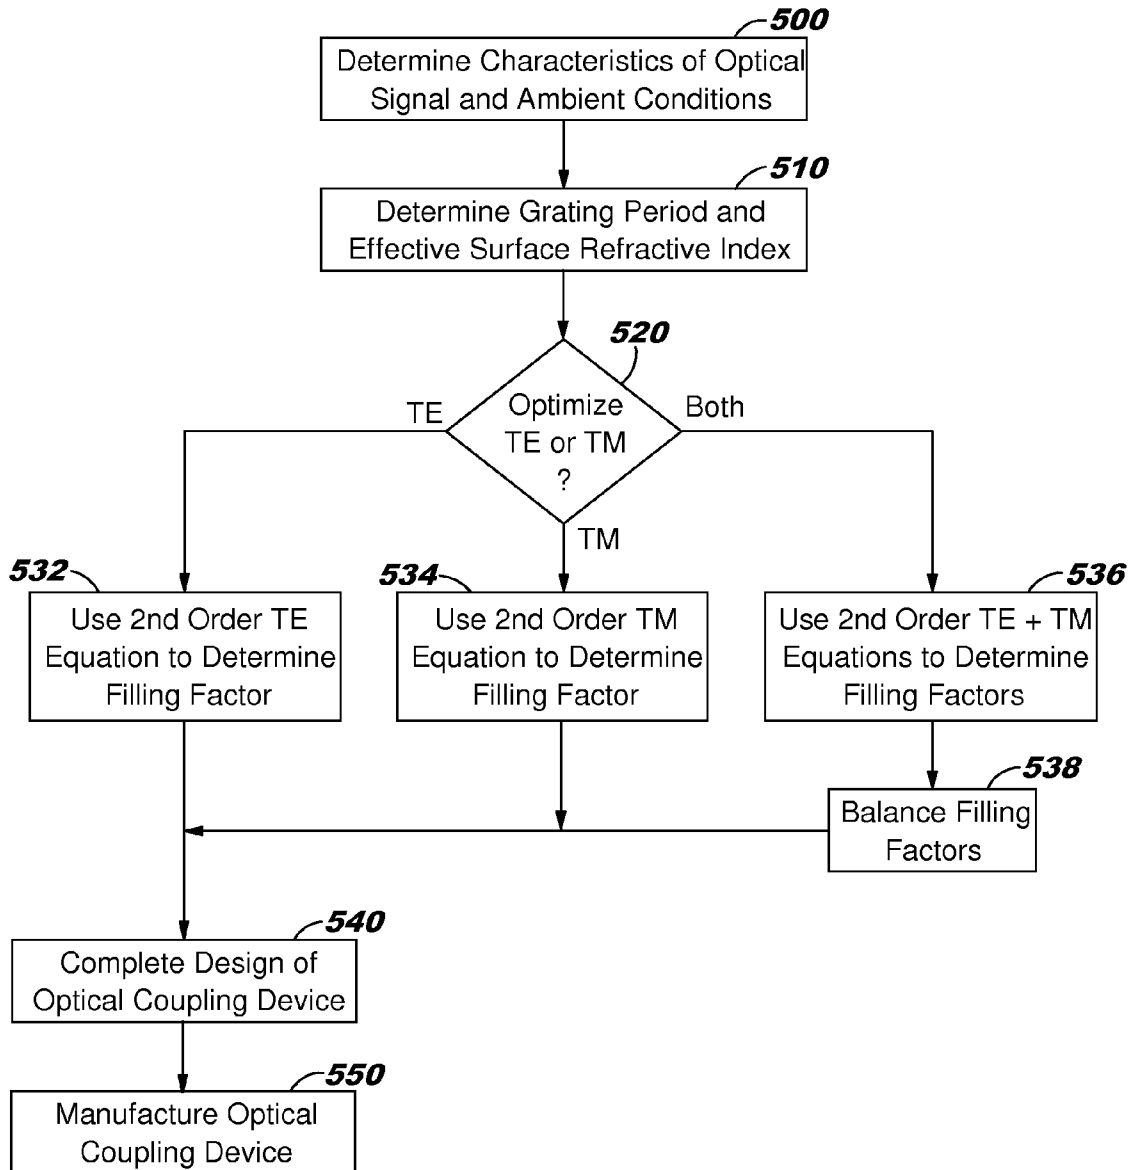 500
Determine Characteristics of Optical
Signal and Ambient Conditions
510
Determine Grating Period and
Effective Surface Refractive Index
520
Optimize
TE or TM
?
TE
Both
TM
532
Use 2nd Order TE
Equation to Determine
Filling Factor
534
Use 2nd Order TM
Equation to Determine
Filling Factor
536
Use 2nd Order TE + TM
Equations to Determine
Filling Factors
538
Balance Filling
Factors
540
Complete Design of
Optical Coupling Device
550
Manufacture Optical
Coupling Device